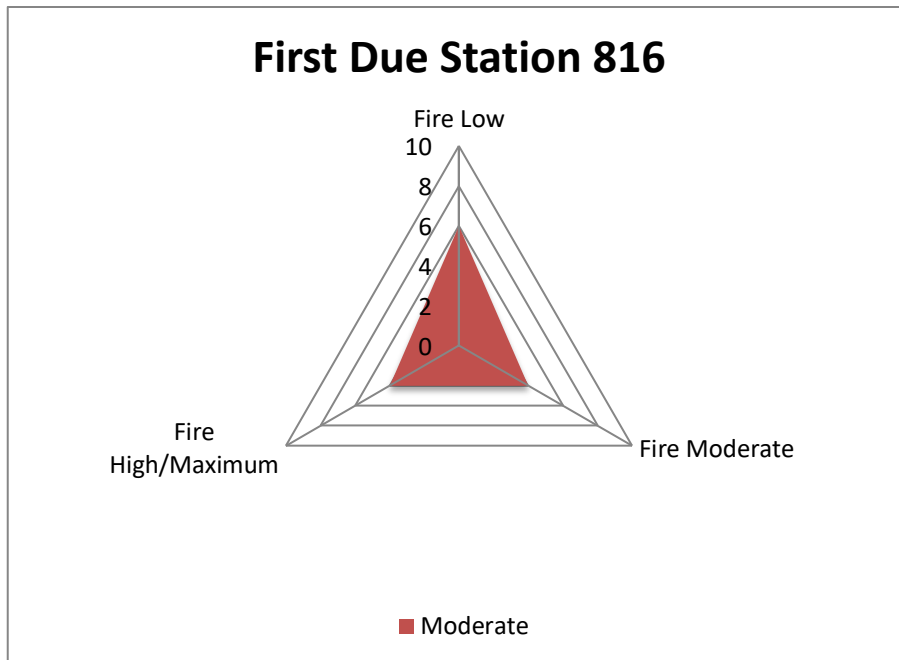 First Due Station 816
Fire Low
10
8
6
4
2
0
Fire
High/Maximum
Fire Moderate
Moderate